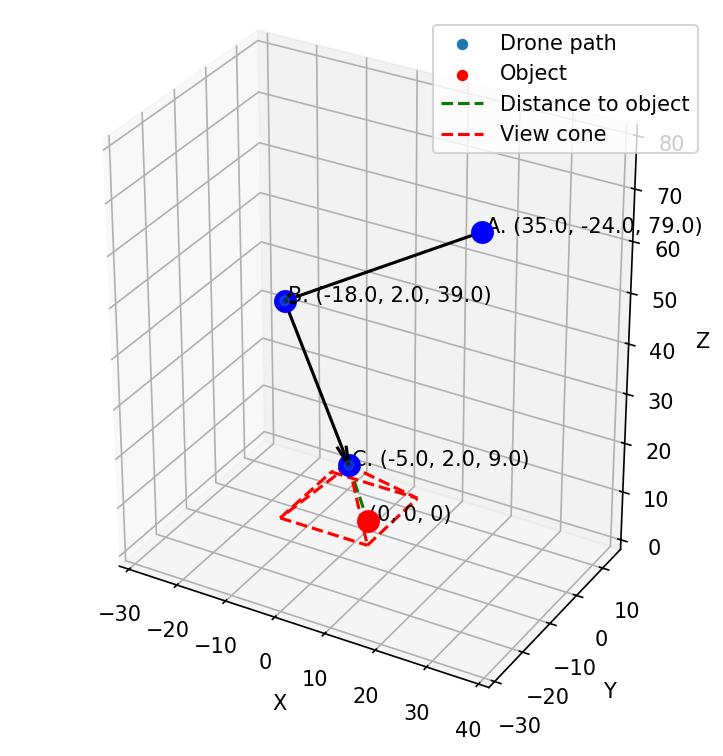 Drone path
Object
Distance to object
View cone
80
70
A. (35.0, -24.0, 79.0)
60
B. (-18.0, 2.0, 39.0)
50
Z
40
30
20
C. (-5.0, 2.0, 9.0)
10
(0, 0, 0)
0
−30
−20
−10
0
10
20
30
40
X
10
0
−10
−20
−30
Y